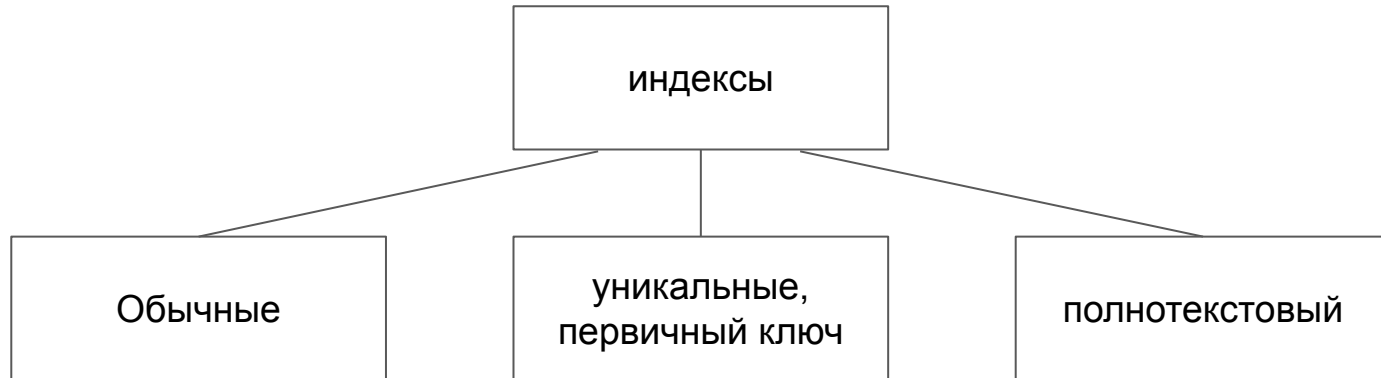 индексы
Обычные
уникальные,
первичный ключ
полнотекстовый